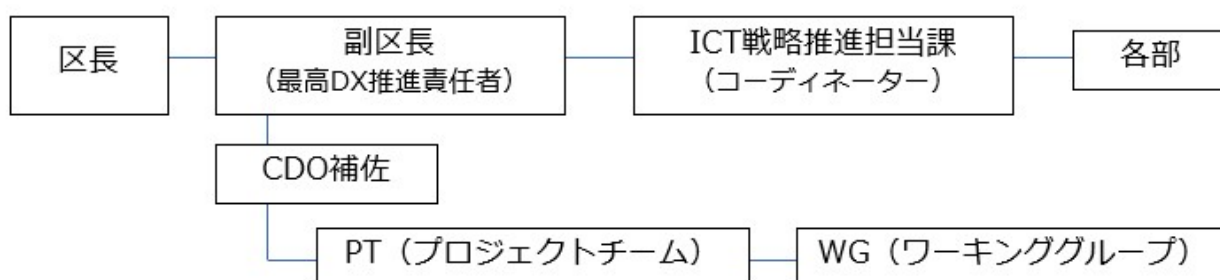 区長
副区長
（最高DX推進責任者）
ICT戦略推進担当課
（コーディネーター）
各部
CDO補佐
PT（プロジェクトチーム）
WG（ワーキンググループ）